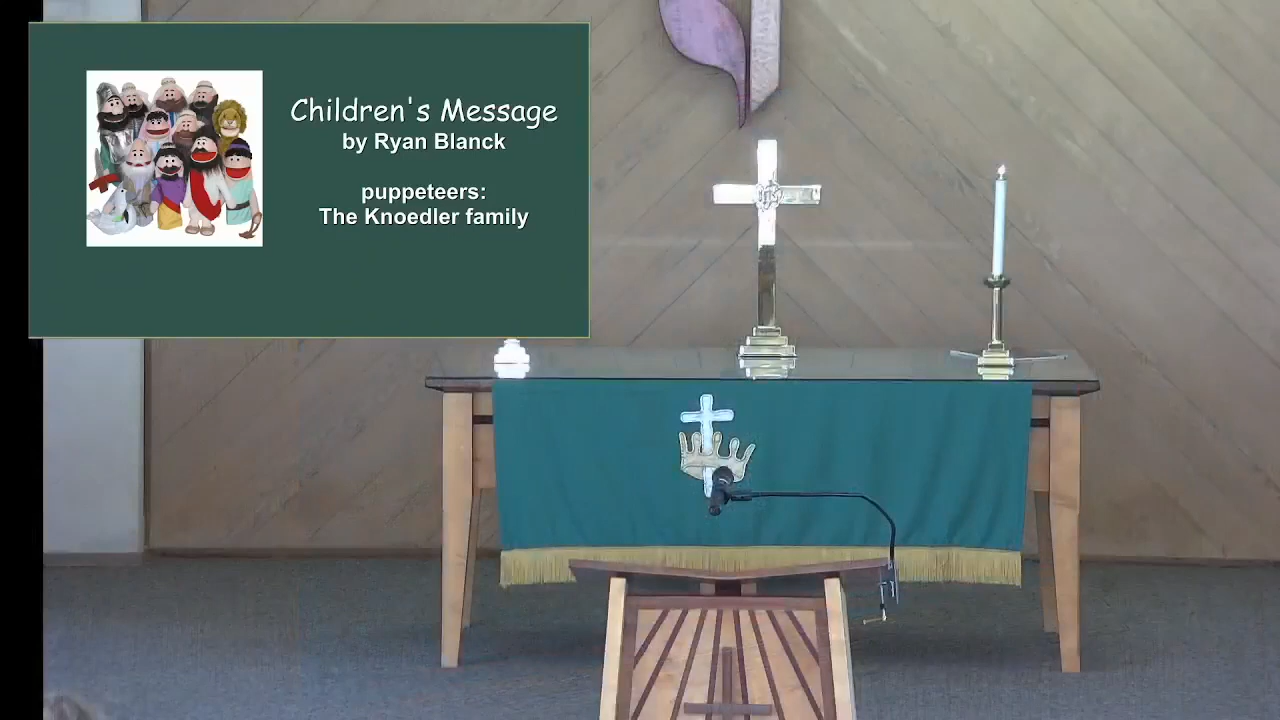 Children's Message
by Ryan Blanck
puppeteers:
The Knoedler family